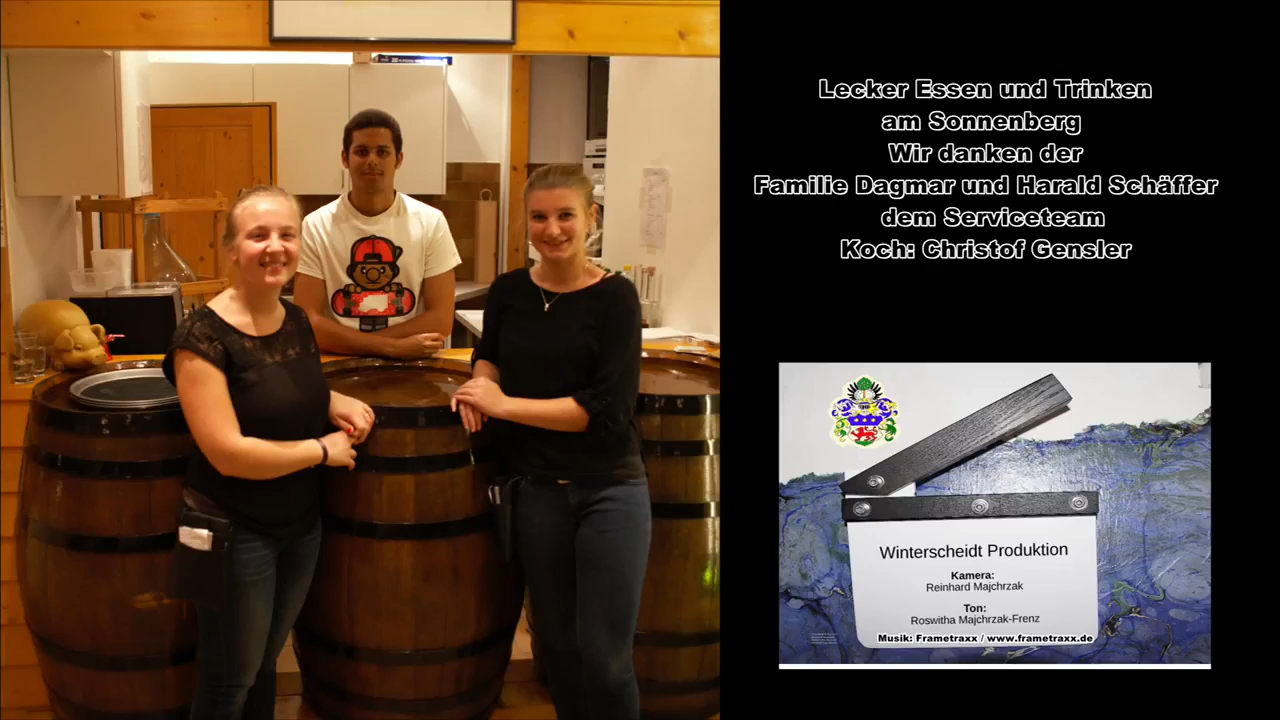 Lecker Essen und Trinken
am Sonnenberg
Wir danken der
Familie Dagmar und Harald Schäffer
dem Serviceteam
Koch: Christof Gensler
Winterscheidt Produktion
Kamera:
Reinhard Majchrzak
Ton:
Roswitha Majchrzak-Frenz
Musik: Frametraxx / www.frametraxx.de